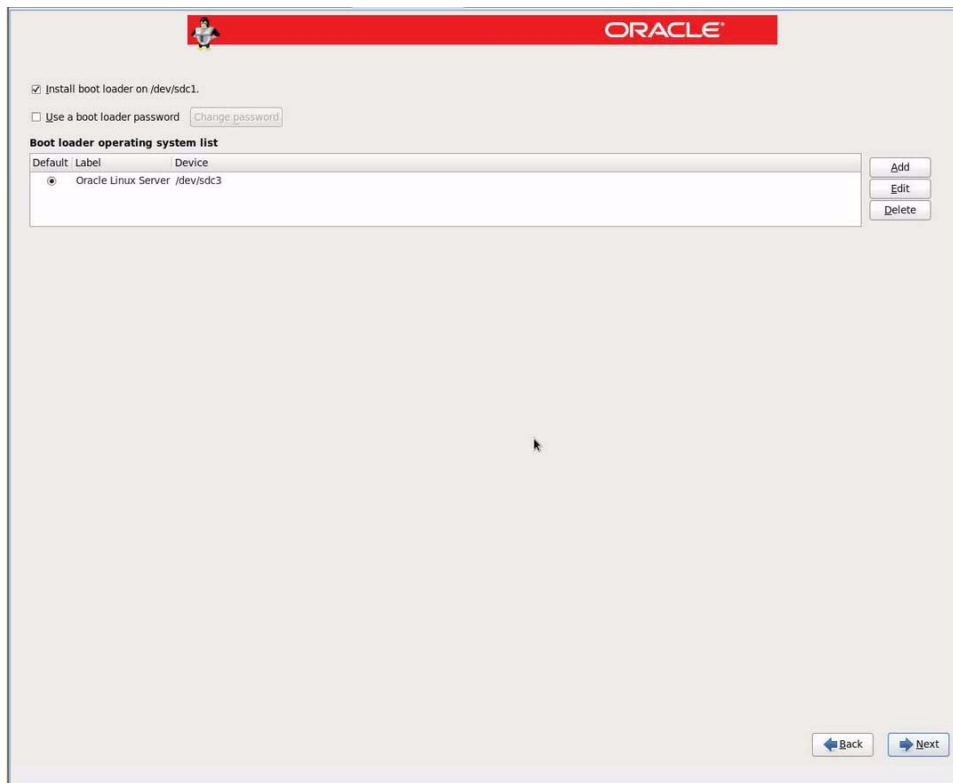 ORACLE®
Install boot loader on /dev/sdc1.
Use a boot loader password Change password
Boot loader operating system list
Default Label Device
Oracle Linux Server /dev/sdc3
Add
Edit
Delete
Back Next